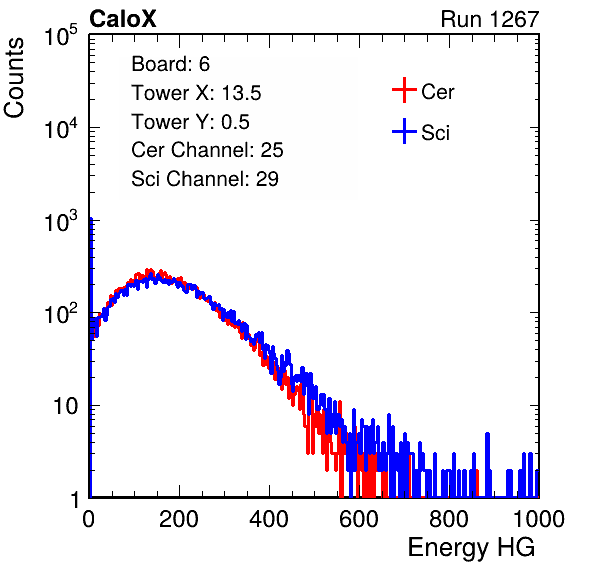 CaloX Run 1267
Counts
Board: 6
Tower X: 13.5
Tower Y: 0.5
Cer Channel: 25
Sci Channel: 29
Cer
Sci
10^5
10^4
10^3
10^2
10
1
0 200 400 600 800 1000
Energy HG